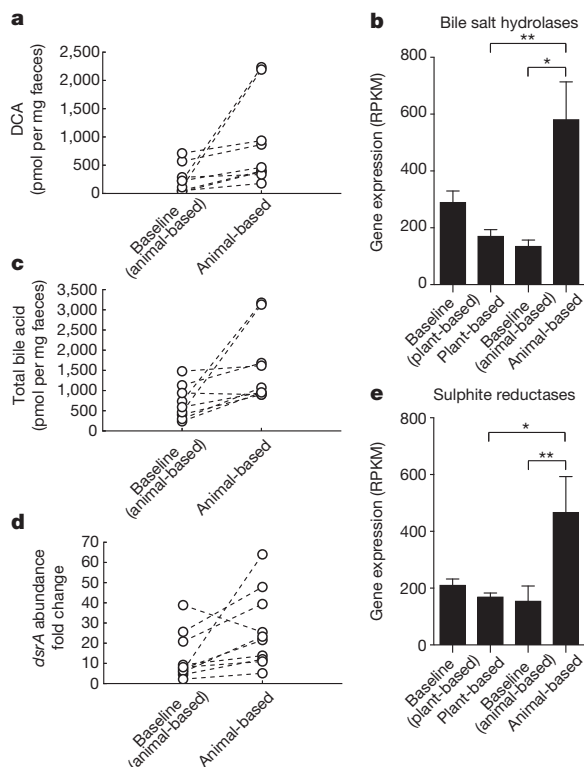 a
DCA
(pmol per mg faeces)
2,500
2,000
1,500
1,000
500
0
Baseline
(animal-based)
Animal-based
c
Total bile acid
(pmol per mg faeces)
3,500
3,000
2,500
2,000
1,500
1,000
500
0
Baseline
(animal-based)
Animal-based
d
dsrA abundance
fold change
70
60
50
40
30
20
10
0
Baseline
(animal-based)
Animal-based
b
Bile salt hydrolases
**
*
Gene expression (RPKM)
800
600
400
200
0
Baseline
(plant-based)
Plant-based
Baseline
(animal-based)
Animal-based
e
Sulphite reductases
*
**
Gene expression (RPKM)
800
600
400
200
0
Baseline
(plant-based)
Plant-based
Baseline
(animal-based)
Animal-based